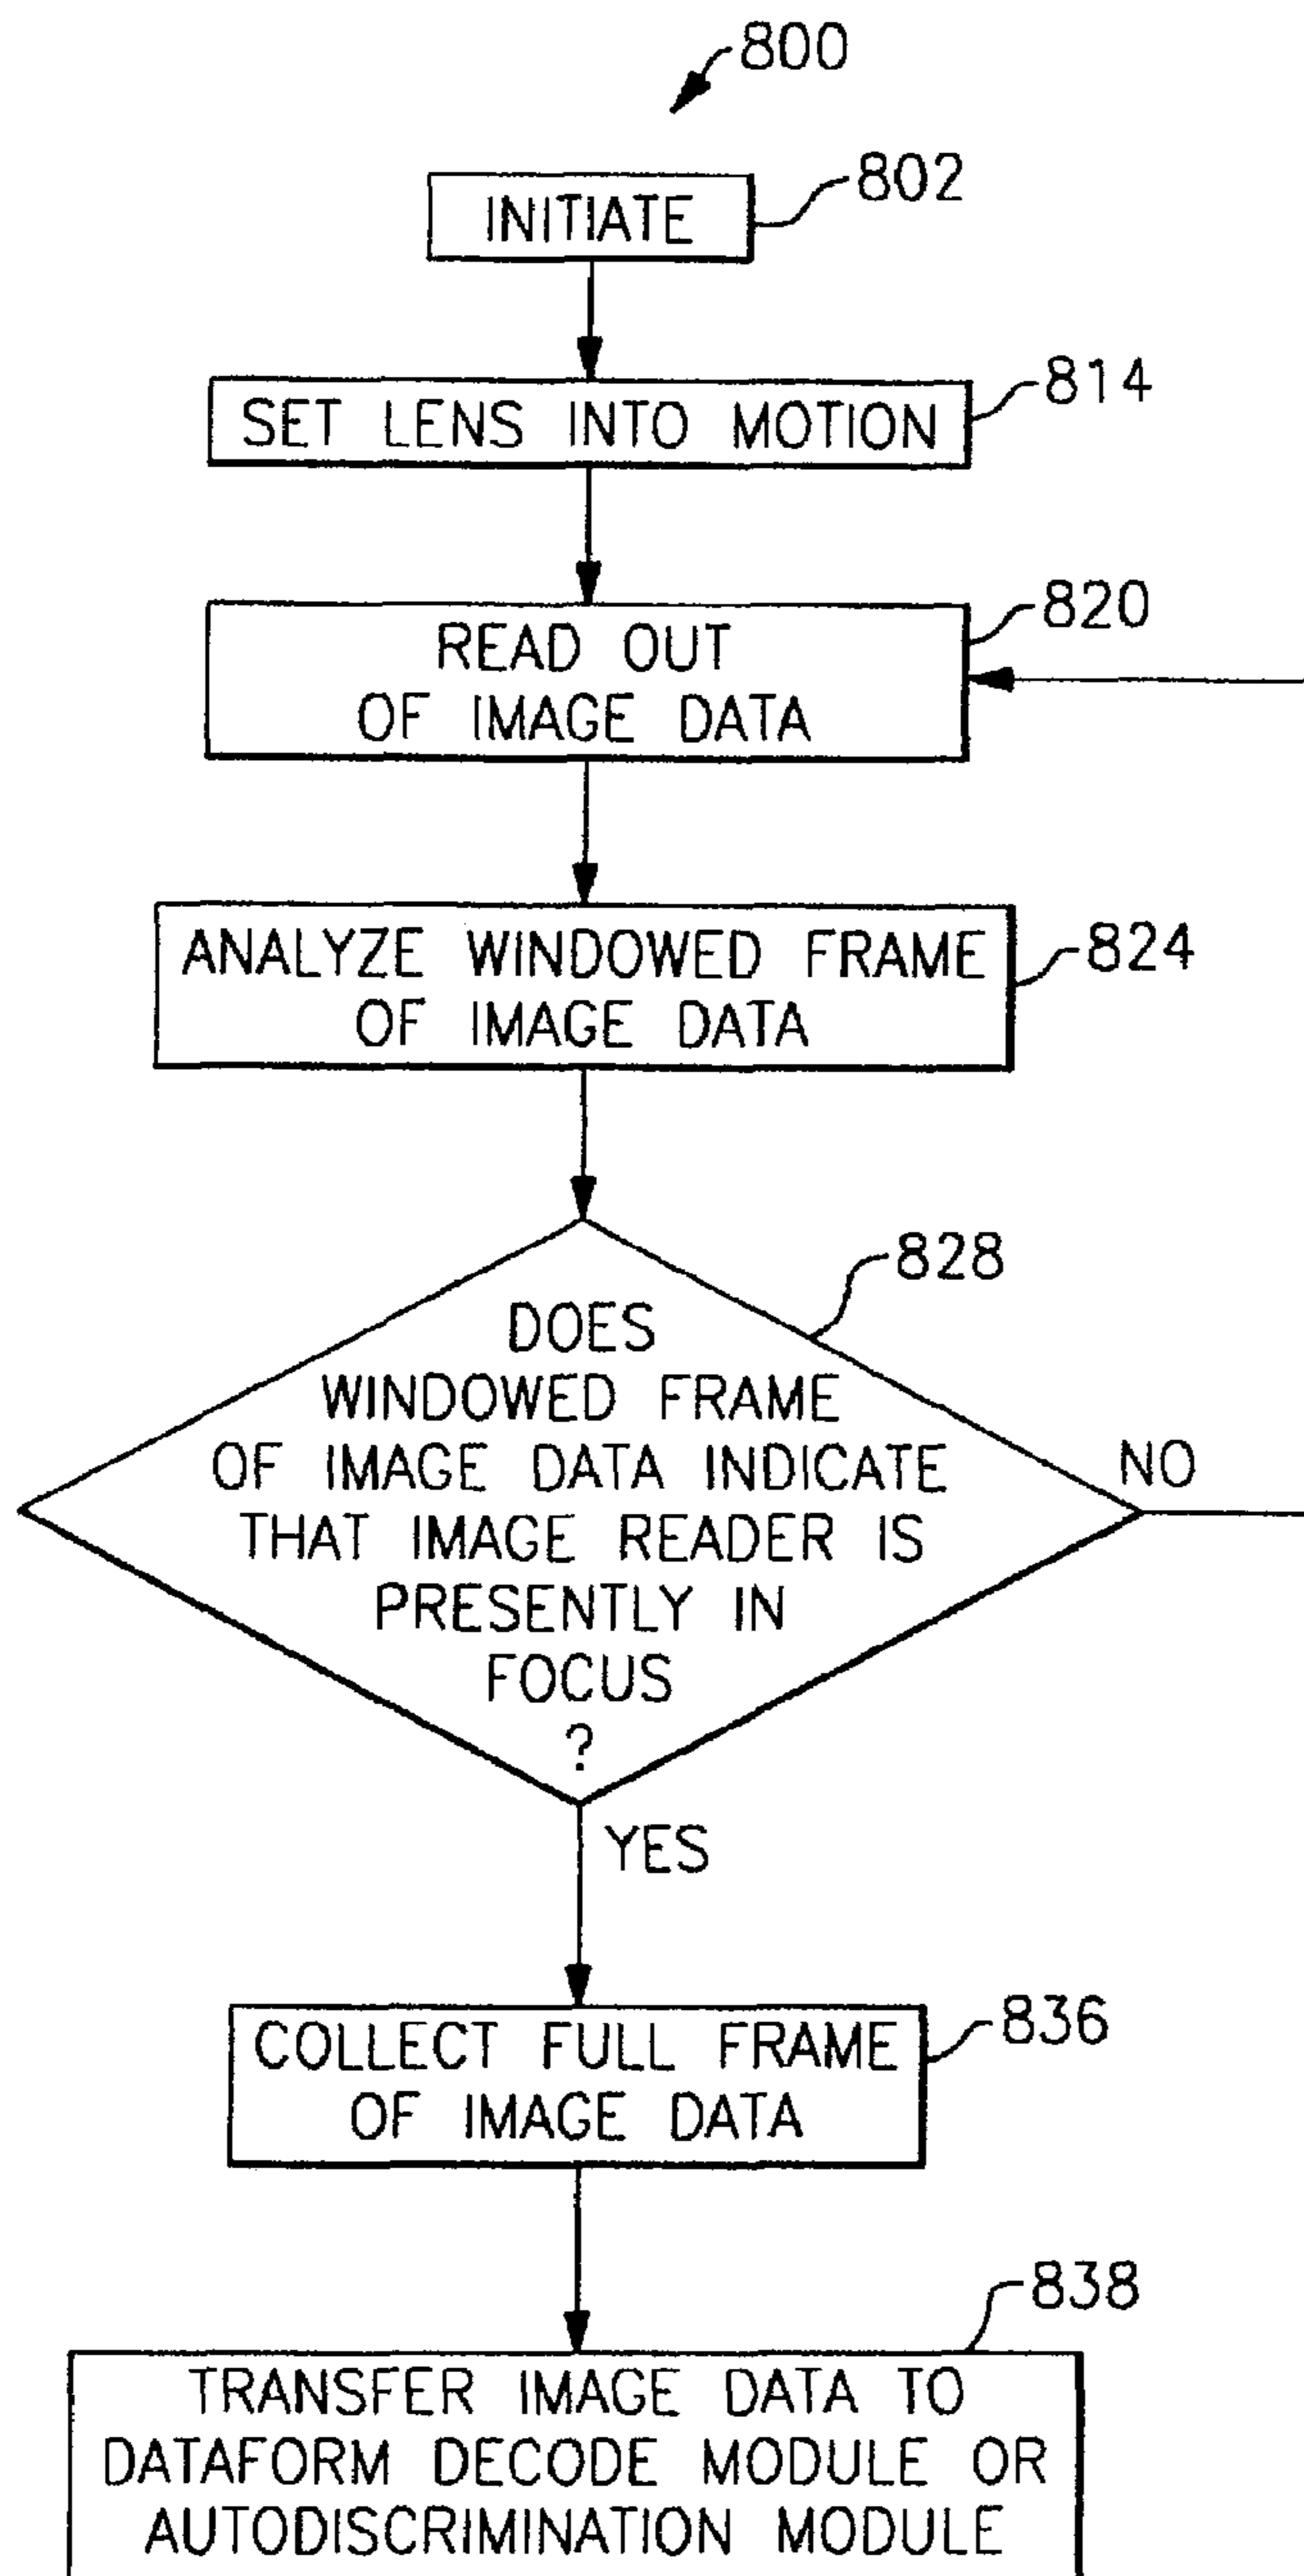 800
802
INITIATE
814
SET LENS INTO MOTION
820
READ OUT
OF IMAGE DATA
824
ANALYZE WINDOWED FRAME
OF IMAGE DATA
828
DOES
WINDOWED FRAME
OF IMAGE DATA INDICATE
THAT IMAGE READER IS
PRESENTLY IN
FOCUS
?
NO
YES
836
COLLECT FULL FRAME
OF IMAGE DATA
838
TRANSFER IMAGE DATA TO
DATAFORM DECODE MODULE OR
AUTODISCRIMINATION MODULE